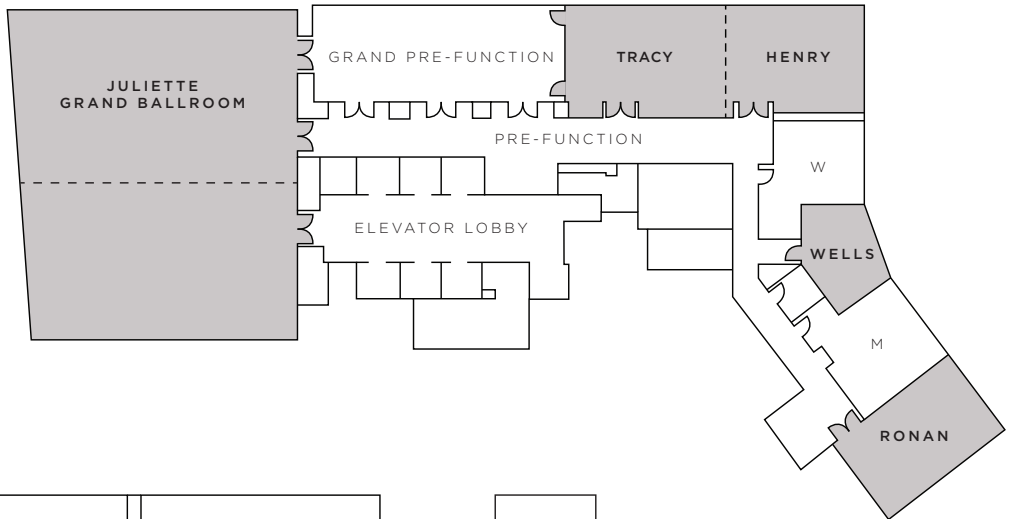 GRAND PRE-FUNCTION
TRACY
HENRY
JULIETTE
GRAND BALLROOM
PRE-FUNCTION
W
ELEVATOR LOBBY
WELLS
M
RONAN